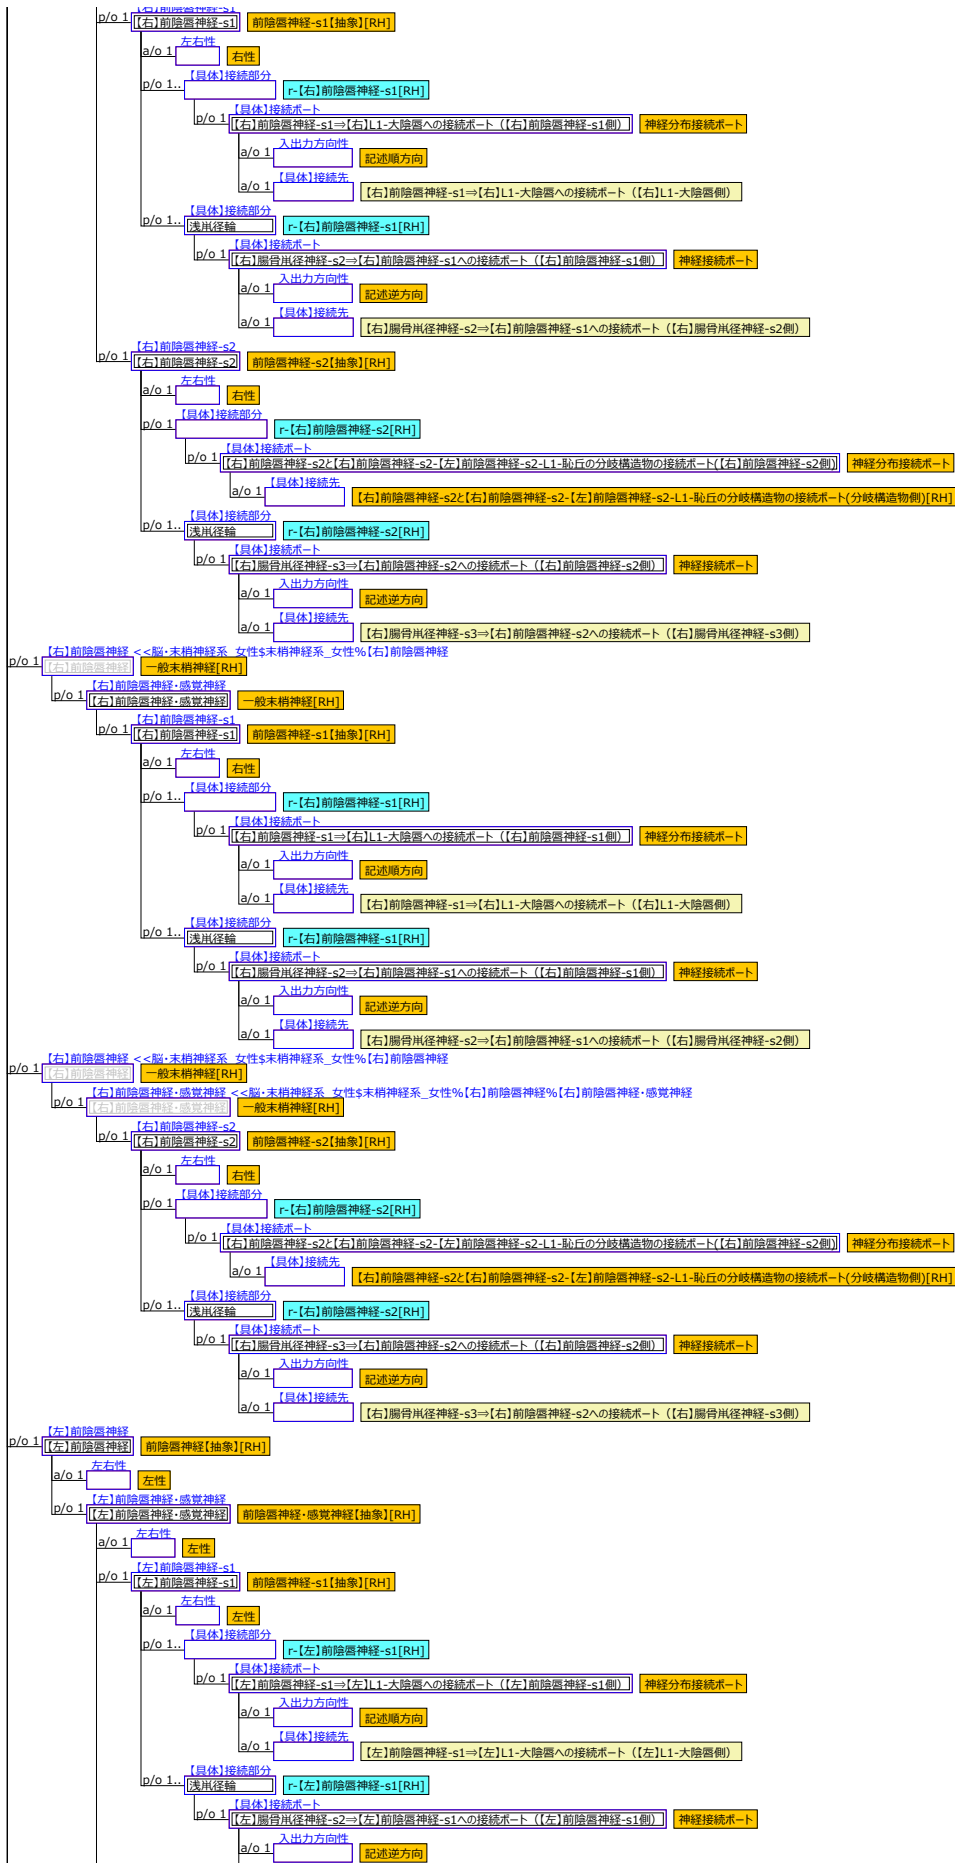 【右】前陰唇神経-s1
p/o 1 【右】前陰唇神経-s1 前陰唇神経-s1【抽象】[RH]
左右性
a/o 1 右性
【具体】接続部分
p/o 1.. r-【右】前陰唇神経-s1[RH]
【具体】接続ポート
p/o 1 【右】前陰唇神経-s1⇒【右】L1-大陰唇への接続ポート（【右】前陰唇神経-s1側） 神経分布接続ポート
入出力方向性
a/o 1 記述順方向
【具体】接続先
a/o 1 【右】前陰唇神経-s1⇒【右】L1-大陰唇への接続ポート（【右】L1-大陰唇側）
【具体】接続部分
p/o 1.. 浅鼡径輪 r-【右】前陰唇神経-s1[RH]
【具体】接続ポート
p/o 1 【右】腸骨鼡径神経-s2⇒【右】前陰唇神経-s1への接続ポート（【右】前陰唇神経-s1側） 神経接続ポート
入出力方向性
a/o 1 記述逆方向
【具体】接続先
a/o 1 【右】腸骨鼡径神経-s2⇒【右】前陰唇神経-s1への接続ポート（【右】腸骨鼡径神経-s2側）
【右】前陰唇神経-s2
p/o 1 【右】前陰唇神経-s2 前陰唇神経-s2【抽象】[RH]
左右性
a/o 1 右性
【具体】接続部分
p/o 1 r-【右】前陰唇神経-s2[RH]
【具体】接続ポート
p/o 1 【右】前陰唇神経-s2と【右】前陰唇神経-s2-【左】前陰唇神経-s2-L1-恥丘の分岐構造物の接続ポート(【右】前陰唇神経-s2側) 神経分布接続ポート
【具体】接続先
a/o 1 【右】前陰唇神経-s2と【右】前陰唇神経-s2-【左】前陰唇神経-s2-L1-恥丘の分岐構造物の接続ポート(分岐構造物側)[RH]
【具体】接続部分
p/o 1.. 浅鼡径輪 r-【右】前陰唇神経-s2[RH]
【具体】接続ポート
p/o 1 【右】腸骨鼡径神経-s3⇒【右】前陰唇神経-s2への接続ポート（【右】前陰唇神経-s2側） 神経接続ポート
入出力方向性
a/o 1 記述逆方向
【具体】接続先
a/o 1 【右】腸骨鼡径神経-s3⇒【右】前陰唇神経-s2への接続ポート（【右】腸骨鼡径神経-s3側）
【右】前陰唇神経 <<脳・末梢神経系_女性$末梢神経系_女性%【右】前陰唇神経
p/o 1 【右】前陰唇神経 一般末梢神経[RH]
【右】前陰唇神経・感覚神経
p/o 1 【右】前陰唇神経・感覚神経 一般末梢神経[RH]
【右】前陰唇神経-s1
p/o 1 【右】前陰唇神経-s1 前陰唇神経-s1【抽象】[RH]
左右性
a/o 1 右性
【具体】接続部分
p/o 1.. r-【右】前陰唇神経-s1[RH]
【具体】接続ポート
p/o 1 【右】前陰唇神経-s1⇒【右】L1-大陰唇への接続ポート（【右】前陰唇神経-s1側） 神経分布接続ポート
入出力方向性
a/o 1 記述順方向
【具体】接続先
a/o 1 【右】前陰唇神経-s1⇒【右】L1-大陰唇への接続ポート（【右】L1-大陰唇側）
【具体】接続部分
p/o 1.. 浅鼡径輪 r-【右】前陰唇神経-s1[RH]
【具体】接続ポート
p/o 1 【右】腸骨鼡径神経-s2⇒【右】前陰唇神経-s1への接続ポート（【右】前陰唇神経-s1側） 神経接続ポート
入出力方向性
a/o 1 記述逆方向
【具体】接続先
a/o 1 【右】腸骨鼡径神経-s2⇒【右】前陰唇神経-s1への接続ポート（【右】腸骨鼡径神経-s2側）
【右】前陰唇神経 <<脳・末梢神経系_女性$末梢神経系_女性%【右】前陰唇神経
p/o 1 【右】前陰唇神経 一般末梢神経[RH]
【右】前陰唇神経・感覚神経 <<脳・末梢神経系_女性$末梢神経系_女性%【右】前陰唇神経%【右】前陰唇神経・感覚神経
p/o 1 【右】前陰唇神経・感覚神経 一般末梢神経[RH]
【右】前陰唇神経-s2
p/o 1 【右】前陰唇神経-s2 前陰唇神経-s2【抽象】[RH]
左右性
a/o 1 右性
【具体】接続部分
p/o 1 r-【右】前陰唇神経-s2[RH]
【具体】接続ポート
p/o 1 【右】前陰唇神経-s2と【右】前陰唇神経-s2-【左】前陰唇神経-s2-L1-恥丘の分岐構造物の接続ポート(【右】前陰唇神経-s2側) 神経分布接続ポート
【具体】接続先
a/o 1 【右】前陰唇神経-s2と【右】前陰唇神経-s2-【左】前陰唇神経-s2-L1-恥丘の分岐構造物の接続ポート(分岐構造物側)[RH]
【具体】接続部分
p/o 1.. 浅鼡径輪 r-【右】前陰唇神経-s2[RH]
【具体】接続ポート
p/o 1 【右】腸骨鼡径神経-s3⇒【右】前陰唇神経-s2への接続ポート（【右】前陰唇神経-s2側） 神経接続ポート
入出力方向性
a/o 1 記述逆方向
【具体】接続先
a/o 1 【右】腸骨鼡径神経-s3⇒【右】前陰唇神経-s2への接続ポート（【右】腸骨鼡径神経-s3側）
【左】前陰唇神経
p/o 1 【左】前陰唇神経 前陰唇神経【抽象】[RH]
左右性
a/o 1 左性
【左】前陰唇神経・感覚神経
p/o 1 【左】前陰唇神経・感覚神経 前陰唇神経・感覚神経【抽象】[RH]
左右性
a/o 1 左性
【左】前陰唇神経-s1
p/o 1 【左】前陰唇神経-s1 前陰唇神経-s1【抽象】[RH]
左右性
a/o 1 左性
【具体】接続部分
p/o 1.. r-【左】前陰唇神経-s1[RH]
【具体】接続ポート
p/o 1 【左】前陰唇神経-s1⇒【左】L1-大陰唇への接続ポート（【左】前陰唇神経-s1側） 神経分布接続ポート
入出力方向性
a/o 1 記述順方向
【具体】接続先
a/o 1 【左】前陰唇神経-s1⇒【左】L1-大陰唇への接続ポート（【左】L1-大陰唇側）
【具体】接続部分
p/o 1.. 浅鼡径輪 r-【左】前陰唇神経-s1[RH]
【具体】接続ポート
p/o 1 【左】腸骨鼡径神経-s2⇒【左】前陰唇神経-s1への接続ポート（【左】前陰唇神経-s1側） 神経接続ポート
入出力方向性
a/o 1 記述逆方向